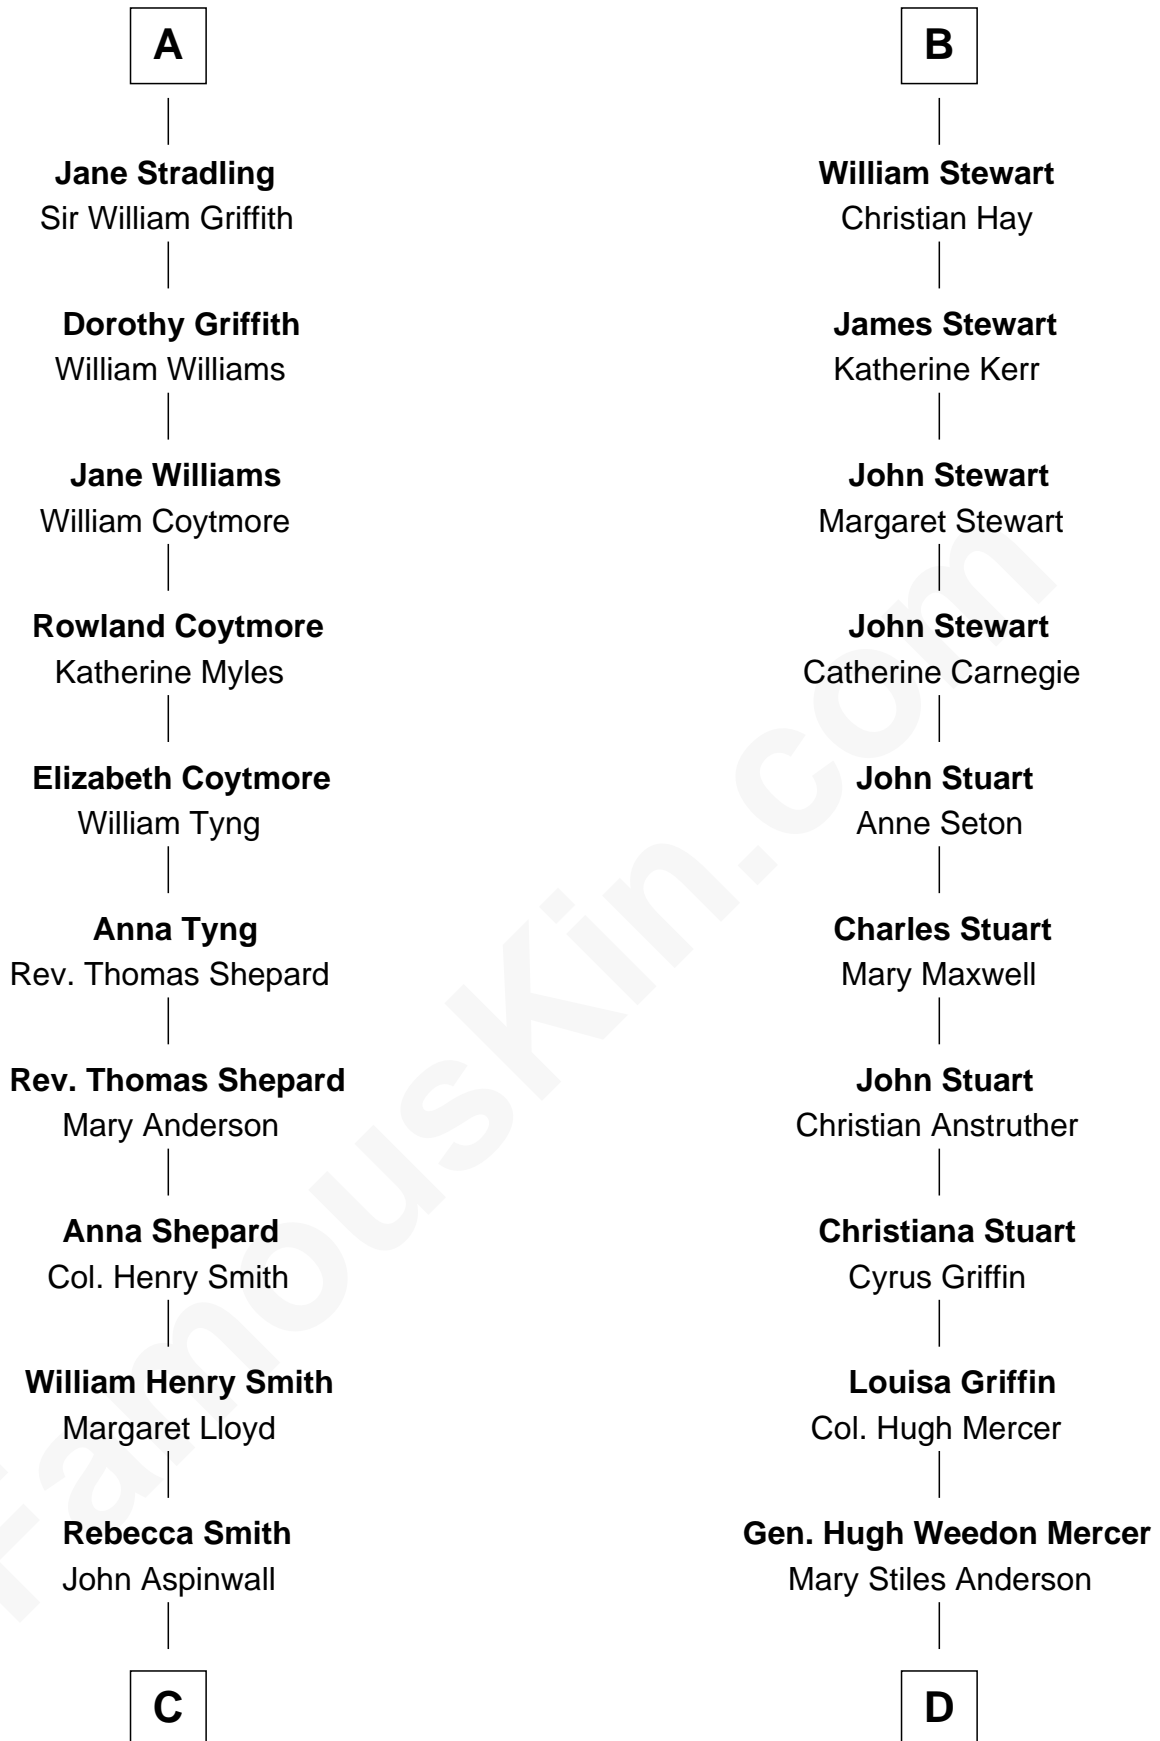 A
Jane Stradling
Sir William Griffith
Dorothy Griffith
William Williams
Jane Williams
William Coytmore
Rowland Coytmore
Katherine Myles
Elizabeth Coytmore
William Tyng
Anna Tyng
Rev. Thomas Shepard
Rev. Thomas Shepard
Mary Anderson
Anna Shepard
Col. Henry Smith
William Henry Smith
Margaret Lloyd
Rebecca Smith
John Aspinwall
C
B
William Stewart
Christian Hay
James Stewart
Katherine Kerr
John Stewart
Margaret Stewart
John Stewart
Catherine Carnegie
John Stuart
Anne Seton
Charles Stuart
Mary Maxwell
John Stuart
Christian Anstruther
Christiana Stuart
Cyrus Griffin
Louisa Griffin
Col. Hugh Mercer
Gen. Hugh Weedon Mercer
Mary Stiles Anderson
D
FamousKin.com